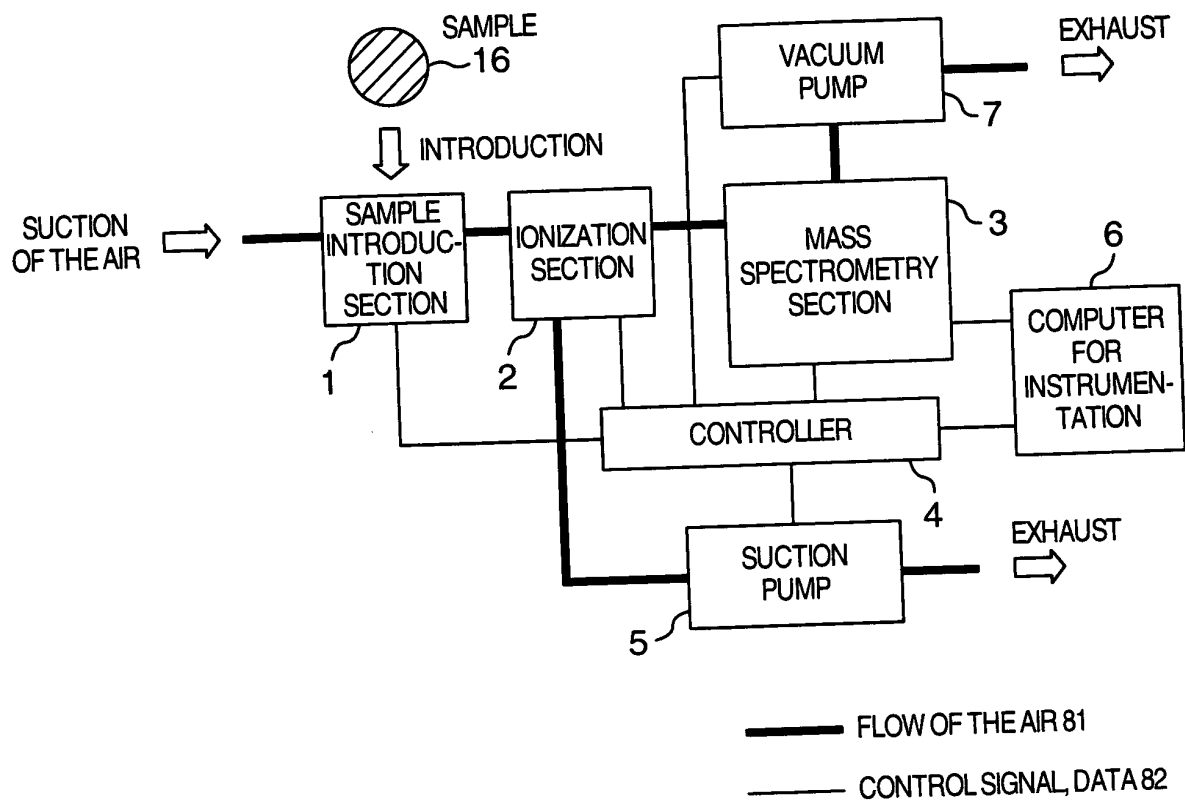 SAMPLE
16
INTRODUCTION
SUCTION
OF THE AIR
SAMPLE
INTRODUC-
TION
SECTION
1
IONIZATION
SECTION
2
VACUUM
PUMP
7
EXHAUST
MASS
SPECTROMETRY
SECTION
3
6
COMPUTER
FOR
INSTRUMEN-
TATION
CONTROLLER
4
SUCTION
PUMP
5
EXHAUST
FLOW OF THE AIR 81
CONTROL SIGNAL, DATA 82